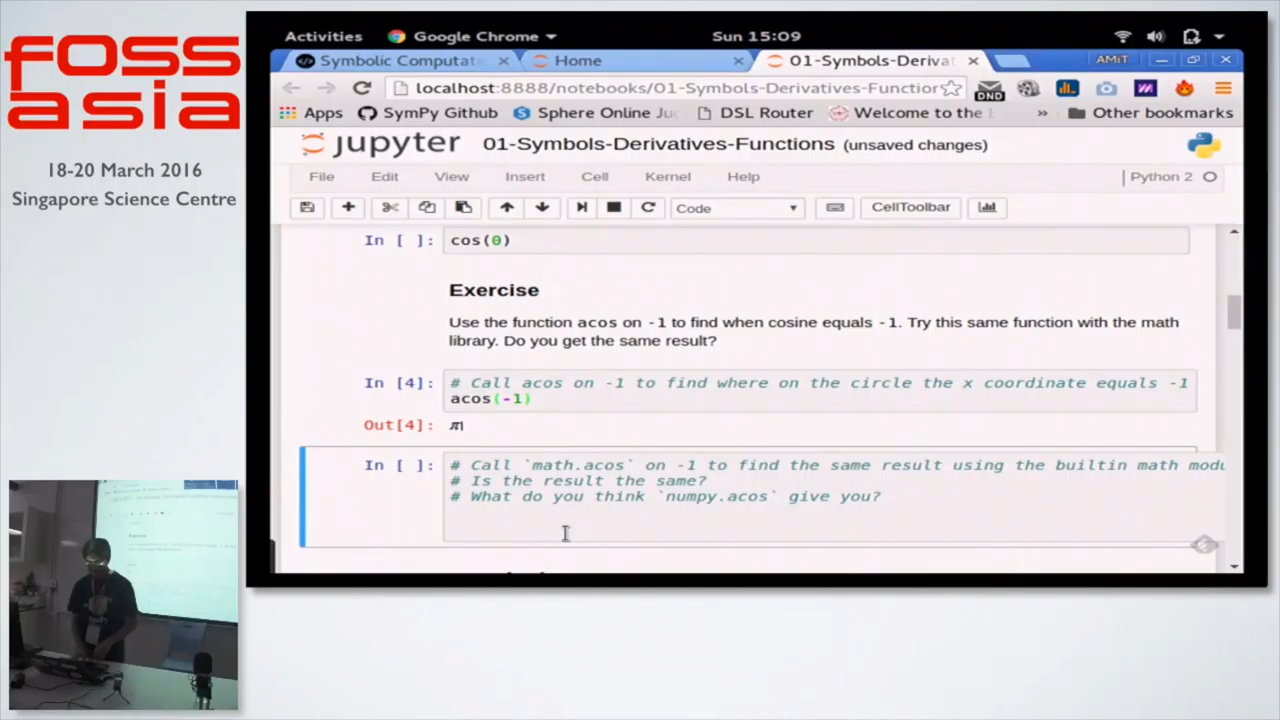 foss
asia
18-20 March 2016
Singapore Science Centre
Activities
Google Chrome
Sun 15:09
Symbolic Computat
Home
01-Symbols-Deriva
AMiT
localhost:8888/notebooks/01-Symbols-Derivatives-Function
DND
Apps
SymPy Github
Sphere Online Ju
DSL Router
Welcome to the
»
Other bookmarks
jupyter
01-Symbols-Derivatives-Functions (unsaved changes)
File Edit View Insert Cell Kernel Help
Python 2
Code
CellToolbar
In [ ]: cos(0)
Exercise
Use the function acos on -1 to find when cosine equals -1. Try this same function with the math
library. Do you get the same result?
In [4]: # Call acos on -1 to find where on the circle the x coordinate equals -1
acos(-1)
Out[4]: π
In [ ]: # Call `math.acos` on -1 to find the same result using the builtin math modu
# Is the result the same?
# What do you think `numpy.acos` give you?